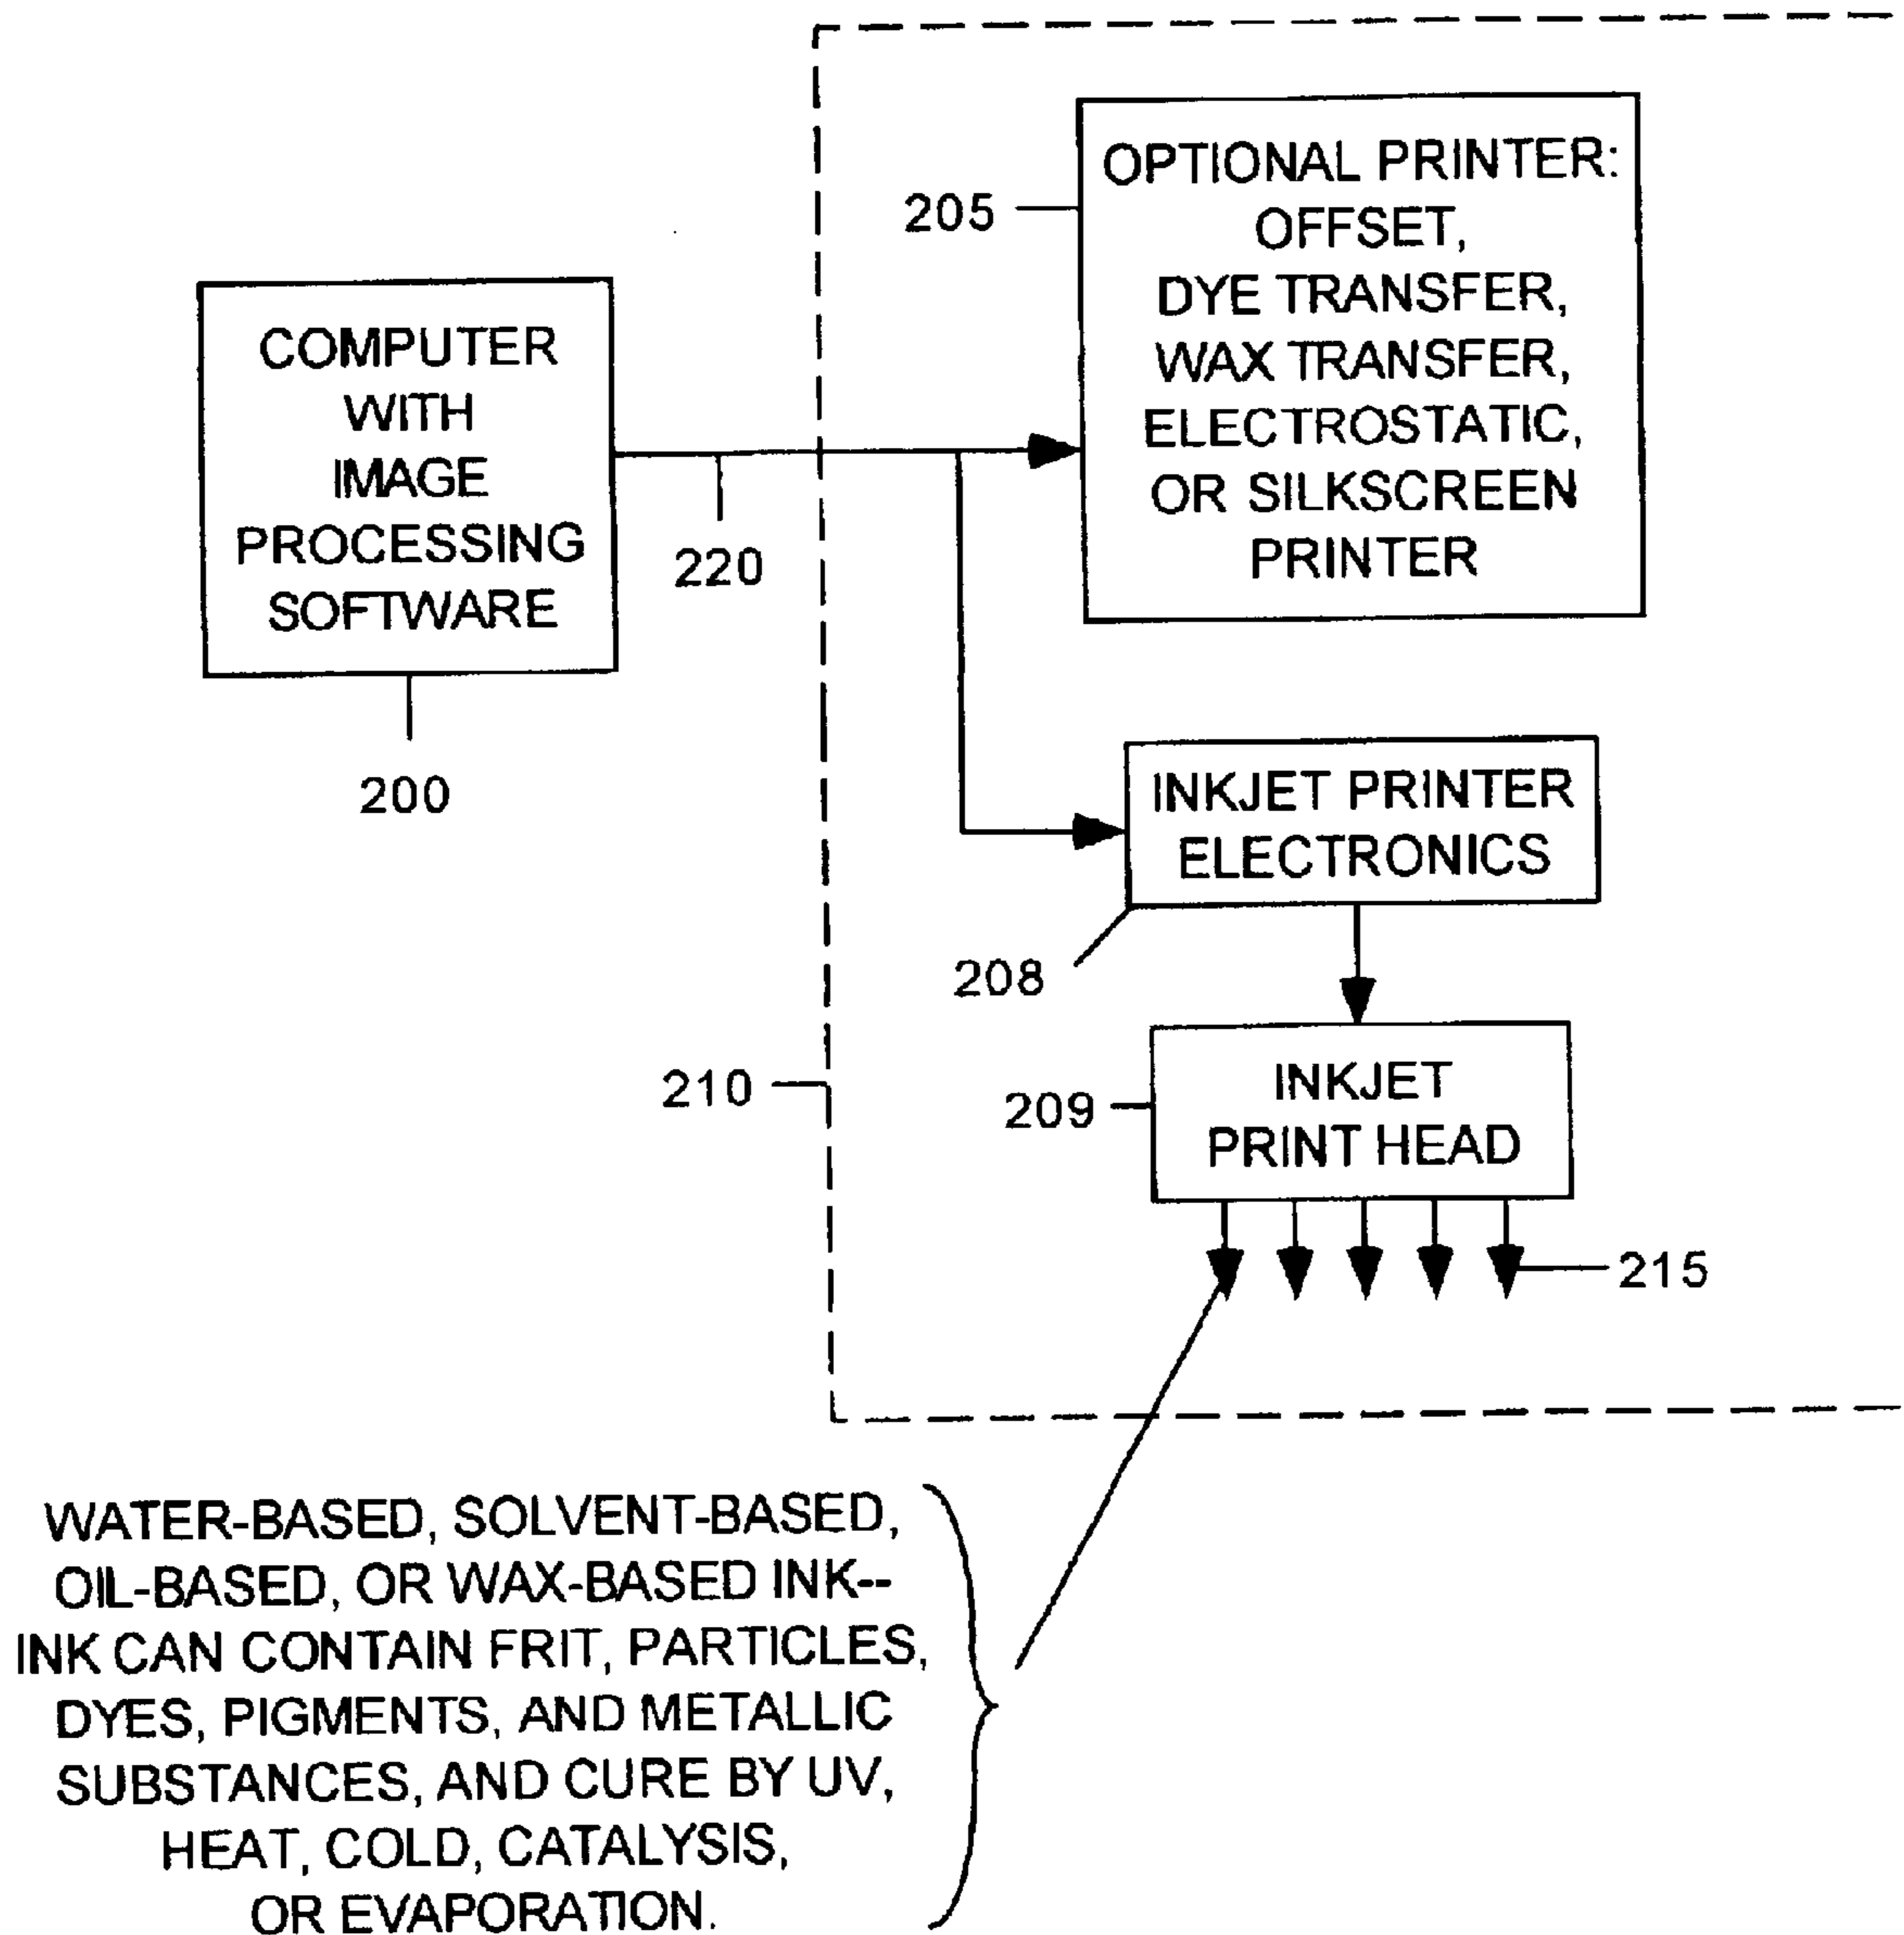 OPTIONAL PRINTER:
OFFSET,
DYE TRANSFER,
WAX TRANSFER,
ELECTROSTATIC,
OR SILKSCREEN
PRINTER
205
COMPUTER
WITH
IMAGE
PROCESSING
SOFTWARE
200
220
INKJET PRINTER
ELECTRONICS
208
210
209
INKJET
PRINT HEAD
215
WATER-BASED, SOLVENT-BASED,
OIL-BASED, OR WAX-BASED INK--
INK CAN CONTAIN FRIT, PARTICLES,
DYES, PIGMENTS, AND METALLIC
SUBSTANCES, AND CURE BY UV,
HEAT, COLD, CATALYSIS,
OR EVAPORATION.